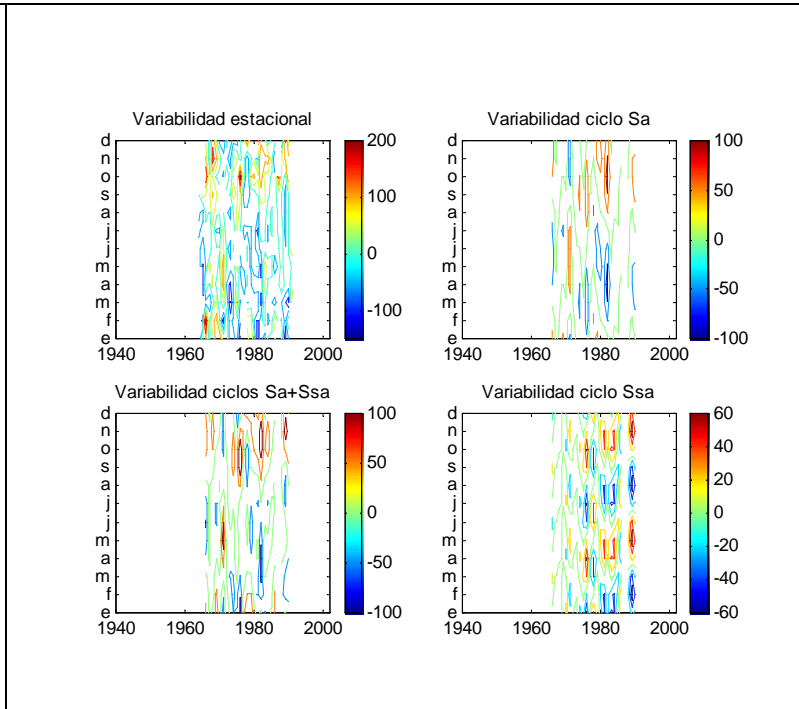 Variabilidad estacional
d
n
o
s
a
j
j
m
a
m
f
e
1940 1960 1980 2000
200
100
0
-100
Variabilidad ciclo Sa
d
n
o
s
a
j
j
m
a
m
f
e
1940 1960 1980 2000
100
50
0
-50
-100
Variabilidad ciclos Sa+Ssa
d
n
o
s
a
j
j
m
a
m
f
e
1940 1960 1980 2000
100
50
0
-50
-100
Variabilidad ciclo Ssa
d
n
o
s
a
j
j
m
a
m
f
e
1940 1960 1980 2000
60
40
20
0
-20
-40
-60